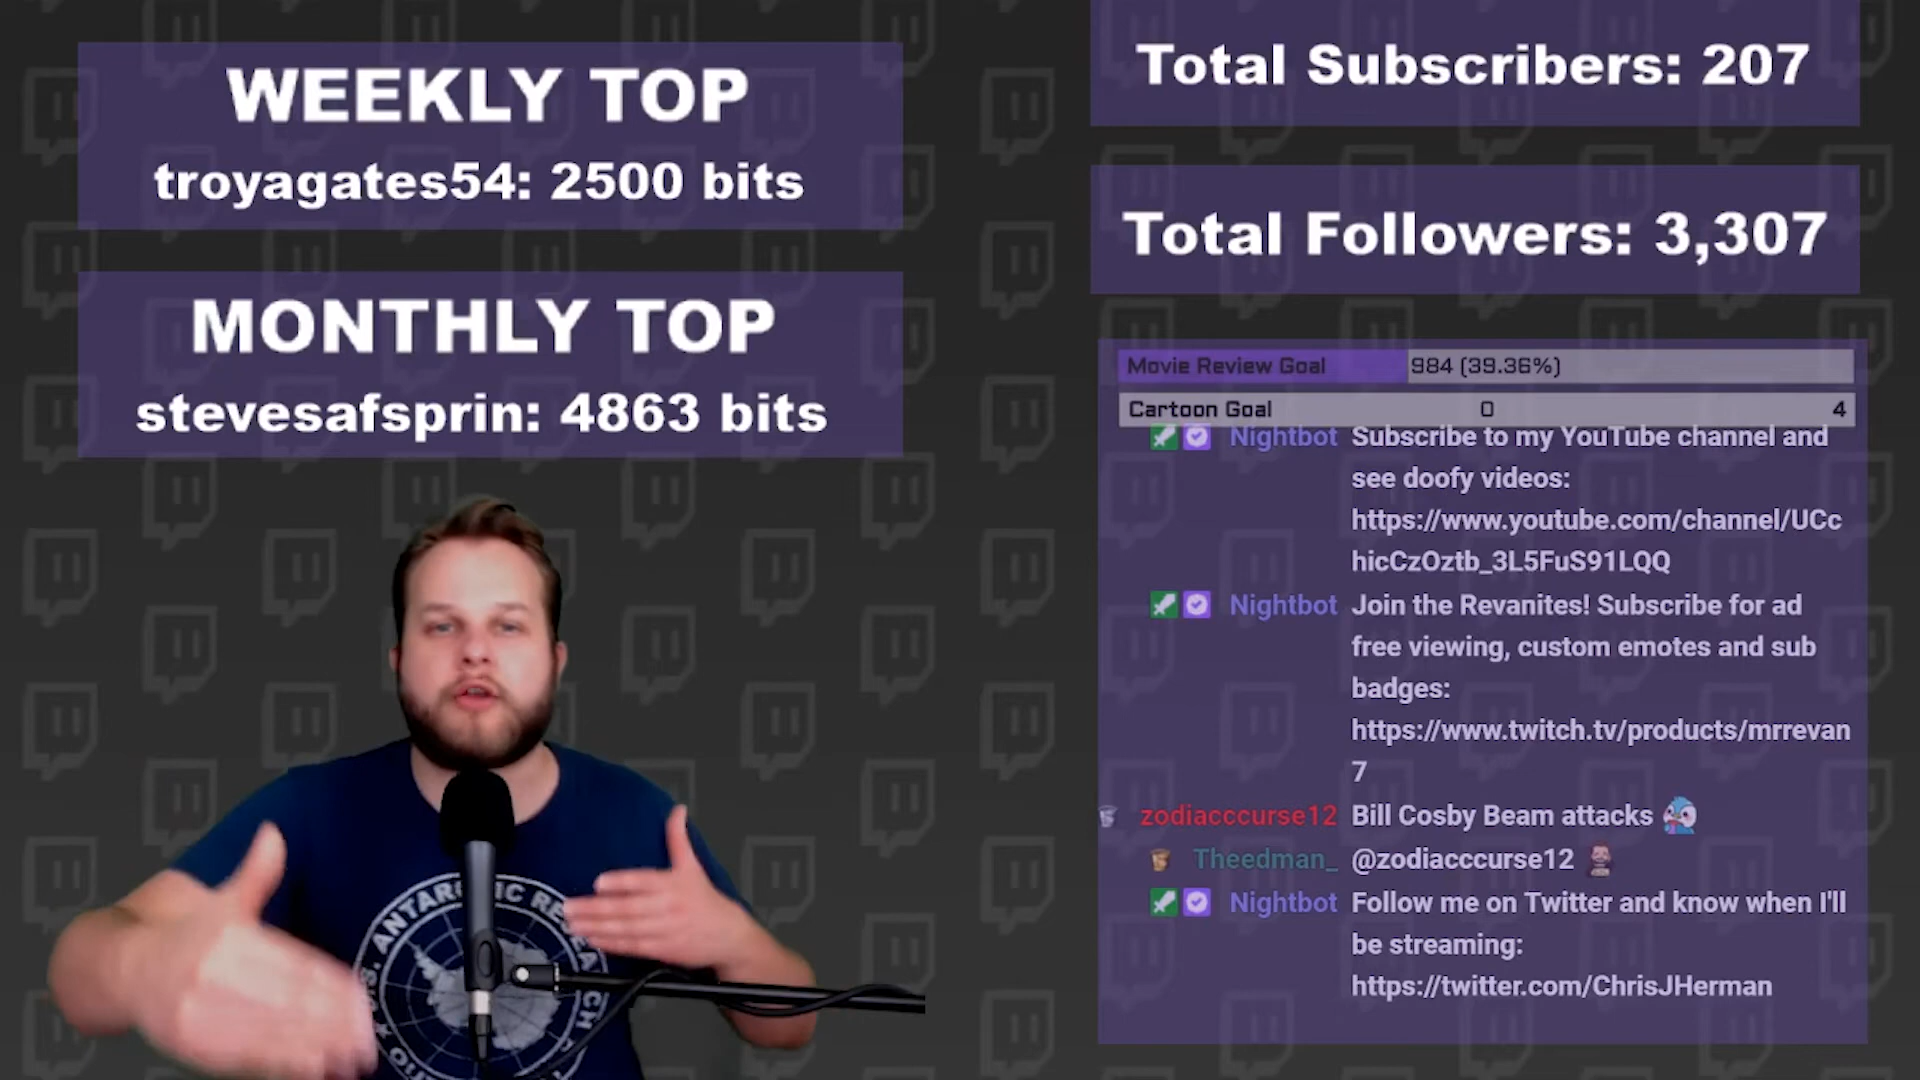 WEEKLY TOP
troyagates54: 2500 bits
MONTHLY TOP
stevesafsprin: 4863 bits
Total Subscribers: 207
Total Followers: 3,307
Movie Review Goal 984 (39.36%)
Cartoon Goal 0 4
Nightbot Subscribe to my YouTube channel and
see doofy videos:
https://www.youtube.com/channel/UCc
hicCzOztb_3L5FuS91LQQ
Nightbot Join the Revanites! Subscribe for ad
free viewing, custom emotes and sub
badges:
https://www.twitch.tv/products/mrrevan
7
zodiacccurse12 Bill Cosby Beam attacks
Theedman_ @zodiacccurse12
Nightbot Follow me on Twitter and know when I'll
be streaming:
https://twitter.com/ChrisJHerman